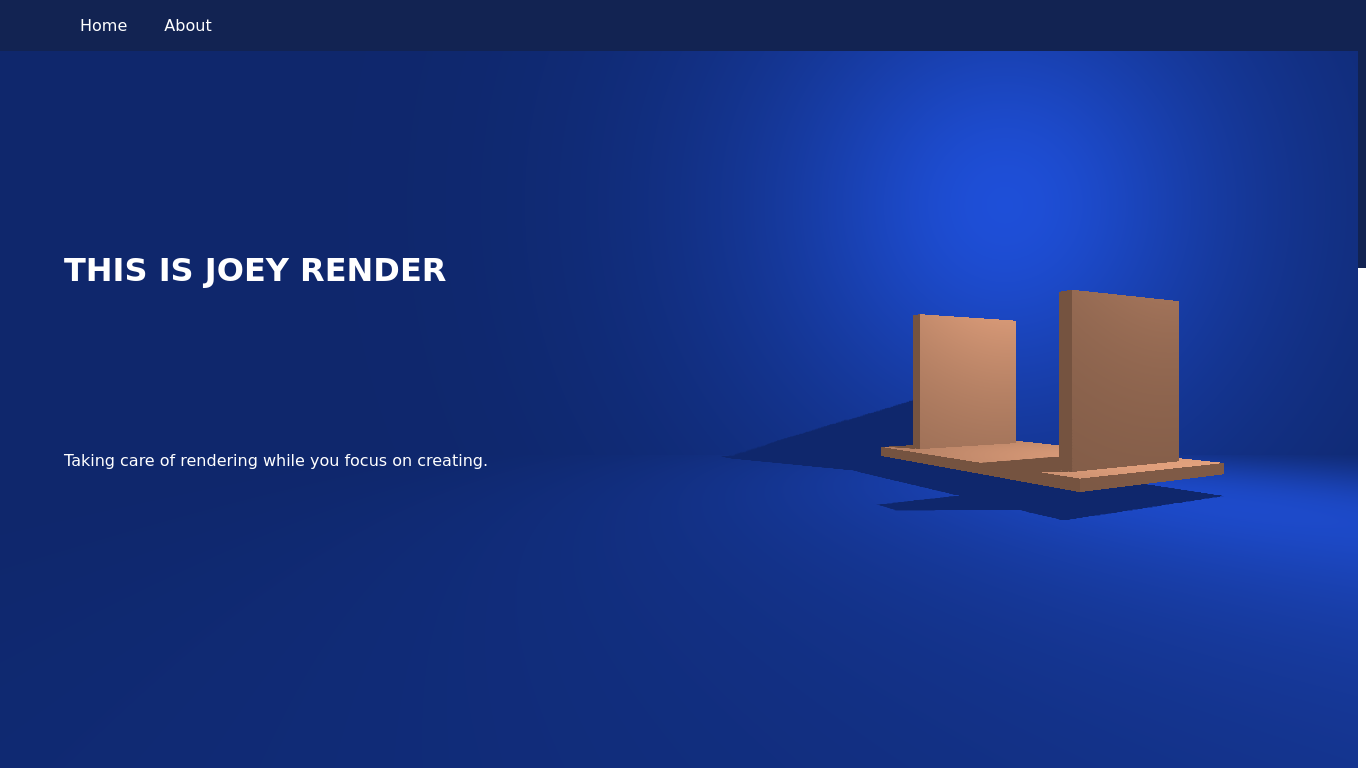 Home About
THIS IS JOEY RENDER
Taking care of rendering while you focus on creating.